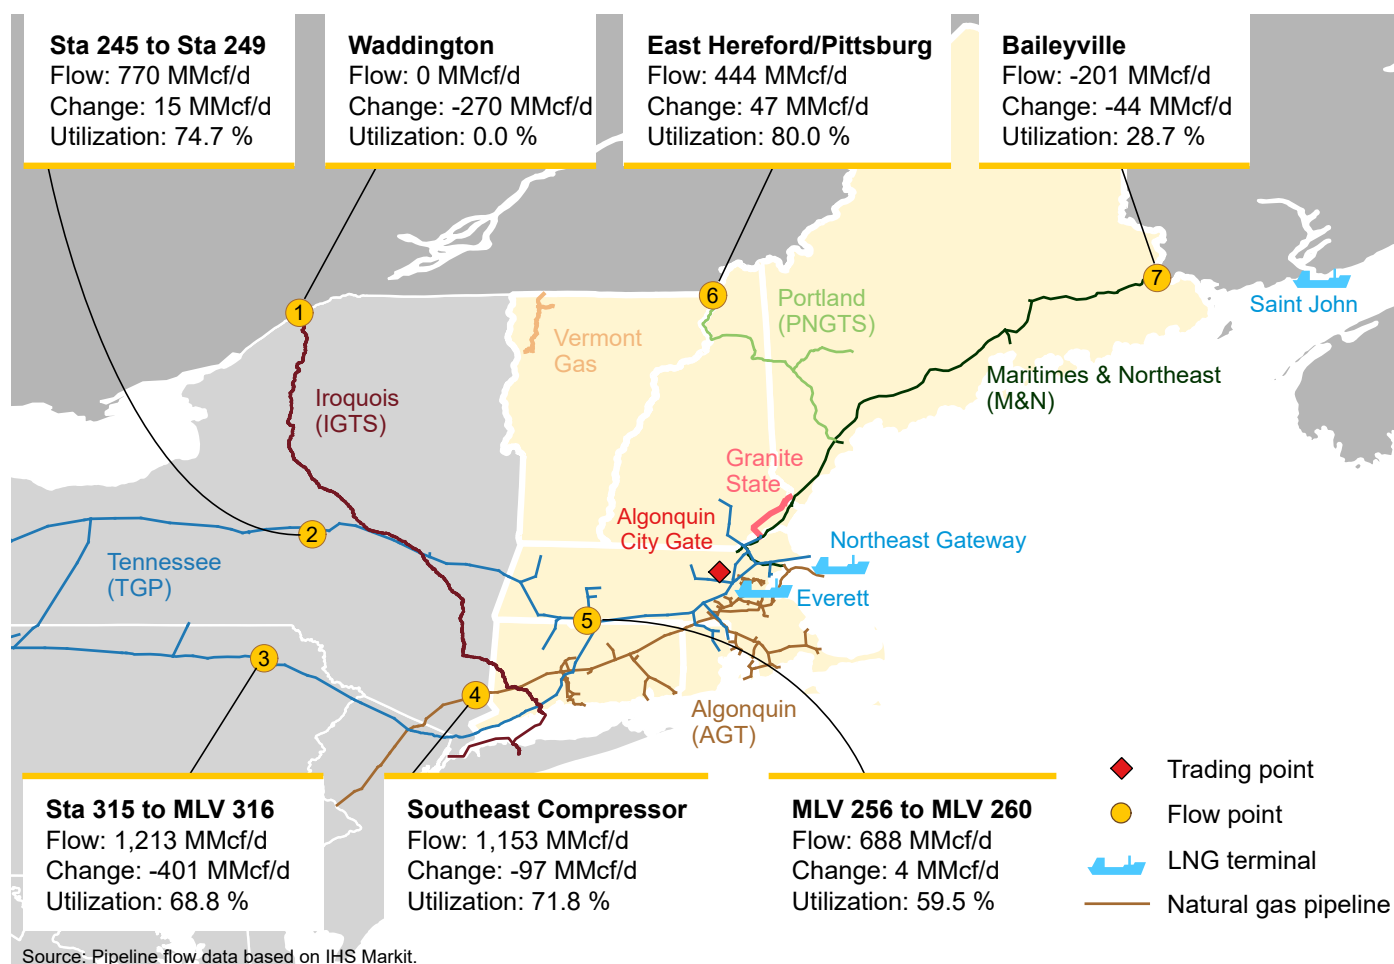 Sta 245 to Sta 249
Flow: 770 MMcf/d
Change: 15 MMcf/d
Utilization: 74.7 %
Waddington
Flow: 0 MMcf/d
Change: -270 MMcf/d
Utilization: 0.0 %
East Hereford/Pittsburg
Flow: 444 MMcf/d
Change: 47 MMcf/d
Utilization: 80.0 %
Baileyville
Flow: -201 MMcf/d
Change: -44 MMcf/d
Utilization: 28.7 %
1
6
7
Saint John
Portland
(PNGTS)
Vermont
Gas
Iroquois
(IGTS)
Maritimes & Northeast
(M&N)
Granite
State
Algonquin
City Gate
2
Northeast Gateway
Tennessee
(TGP)
Everett
5
3
4
Algonquin
(AGT)
Sta 315 to MLV 316
Flow: 1,213 MMcf/d
Change: -401 MMcf/d
Utilization: 68.8 %
Southeast Compressor
Flow: 1,153 MMcf/d
Change: -97 MMcf/d
Utilization: 71.8 %
MLV 256 to MLV 260
Flow: 688 MMcf/d
Change: 4 MMcf/d
Utilization: 59.5 %
Trading point
Flow point
LNG terminal
Natural gas pipeline
Source: Pipeline flow data based on IHS Markit.